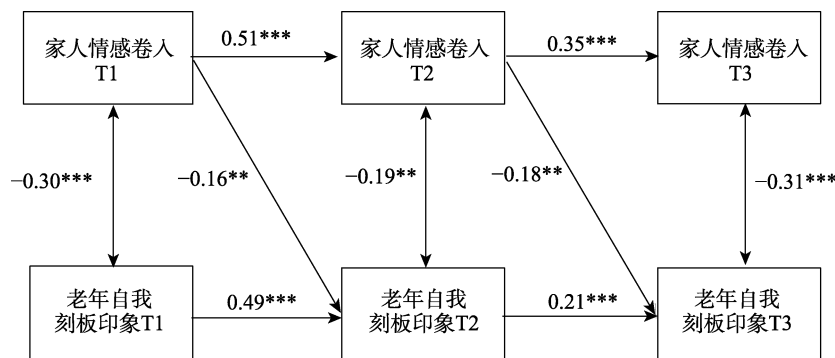 家人情感卷入
T1
0.51***
家人情感卷入
T2
0.35***
家人情感卷入
T3
−0.30***
−0.16**
−0.19**
−0.18**
−0.31***
老年自我
刻板印象T1
0.49***
老年自我
刻板印象T2
0.21***
老年自我
刻板印象T3